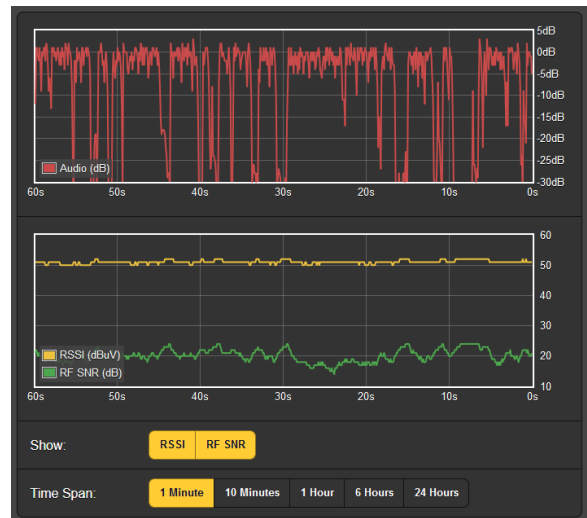 5dB
0dB
-5dB
-10dB
-15dB
-20dB
-25dB
-30dB
Audio (dB)
60s 50s 40s 30s 20s 10s 0s
60
50
40
30
20
10
RSSI (dBuV)
RF SNR (dB)
60s 50s 40s 30s 20s 10s 0s
Show: RSSI RF SNR
Time Span: 1 Minute 10 Minutes 1 Hour 6 Hours 24 Hours